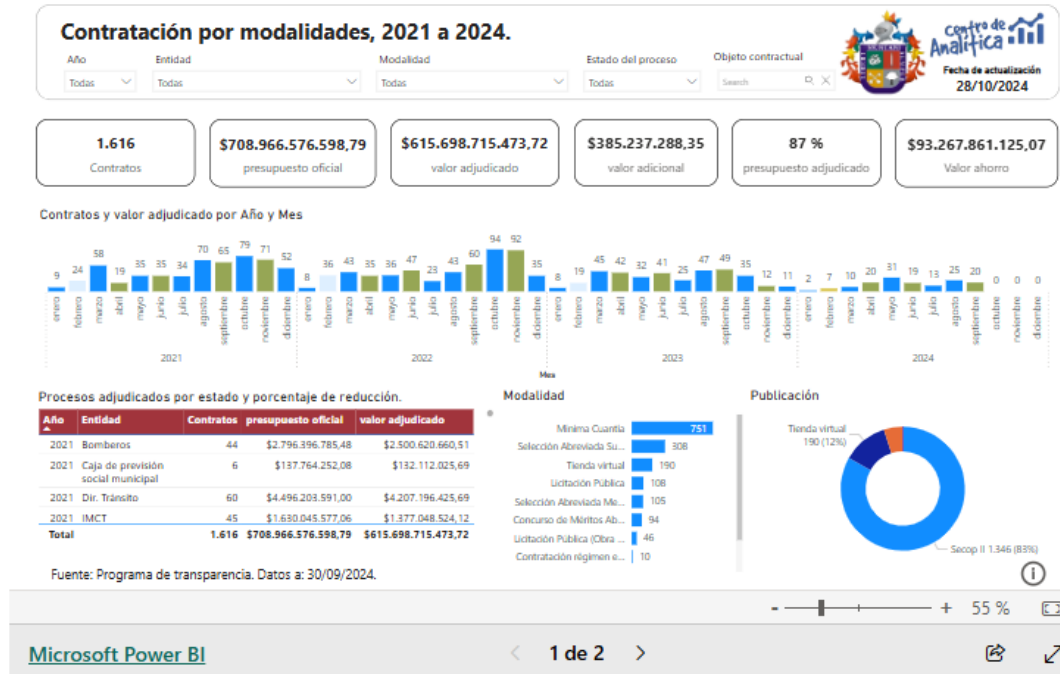 Contratación por modalidades, 2021 a 2024.
Año
Entidad
Modalidad
Estado del proceso
Objeto contractual
Todas
Todas
Todas
Todas
Search
centro de
Analítica
Fecha de actualización
28/10/2024
1.616
Contratos
$708.966.576.598,79
presupuesto oficial
$615.698.715.473,72
valor adjudicado
$385.237.288,35
valor adicional
87 %
presupuesto adjudicado
$93.267.861.125,07
Valor ahorro
Contratos y valor adjudicado por Año y Mes
9 24 58 19 35 35 34 70 65 79 71 52 8 36 43 35 36 47 23 43 60 94 92 35 8 19 45 42 32 41 25 47 49 35 12 11 2 7 10 20 31 19 13 25 20 0 0 0
enero febrero marzo abril mayo junio julio agosto septiembre octubre noviembre diciembre enero febrero marzo abril mayo junio julio agosto septiembre octubre noviembre diciembre enero febrero marzo abril mayo junio julio agosto septiembre octubre noviembre diciembre enero febrero marzo abril mayo junio julio agosto septiembre octubre noviembre diciembre
2021 2022 2023 2024
Mes
Procesos adjudicados por estado y porcentaje de reducción.
Año Entidad Contratos presupuesto oficial valor adjudicado
2021 Bomberos 44 $2.796.396.785,48 $2.500.620.660,51
2021 Caja de previsión social municipal 6 $137.764.252,08 $132.112.025,69
2021 Dir. Tránsito 60 $4.496.203.591,00 $4.207.196.425,69
2021 IMCT 45 $1.630.045.577,06 $1.377.048.524,12
Total 1.616 $708.966.576.598,79 $615.698.715.473,72
Modalidad
Minima Cuantia 751
Selección Abreviada Su... 308
Tienda virtual 190
Licitación Pública 108
Selección Abreviada Me... 105
Concurso de Méritos Ab... 94
Licitación Pública (Obra ... 46
Contratación régimen e... 10
Publicación
Tienda virtual
190 (12%)
Secop II 1.346 (83%)
Fuente: Programa de transparencia. Datos a: 30/09/2024.
- + 55 %
Microsoft Power BI
1 de 2